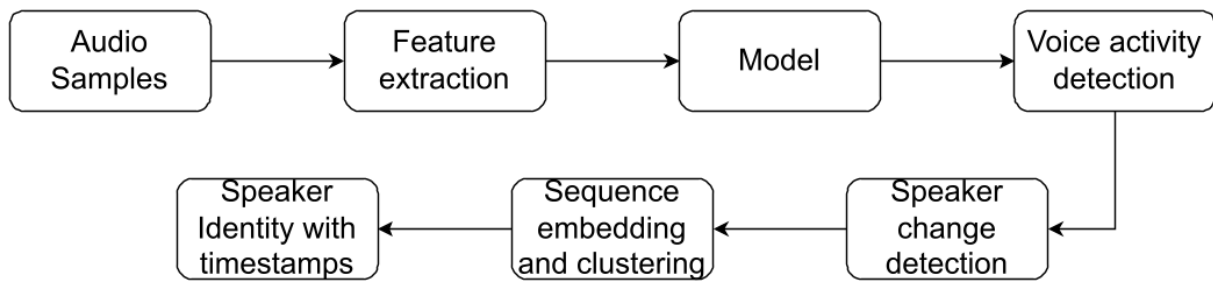 Audio
Samples
Feature
extraction
Model
Voice activity
detection
Speaker
change
detection
Sequence
embedding
and clustering
Speaker
Identity with
timestamps